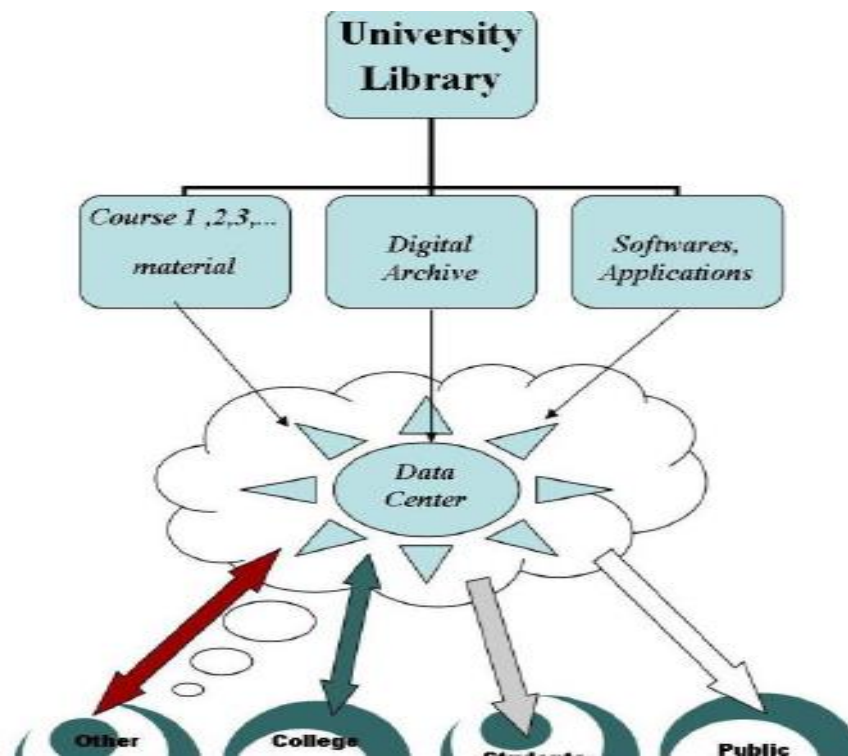 University
Library
Course 1 ,2,3,...
material
Digital
Archive
Softwares,
Applications
Data
Center
Other
College
Students
Public